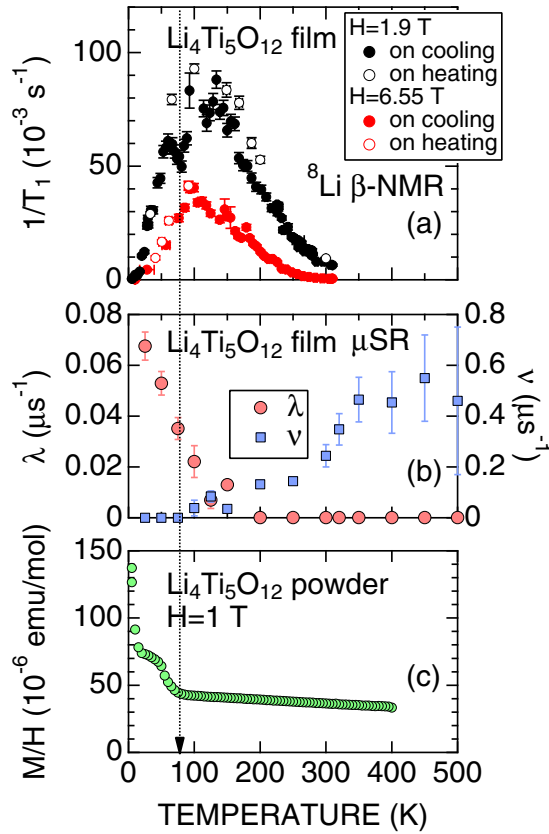 Li₄Ti₅O₁₂ film
H=1.9 T
on cooling
on heating
H=6.55 T
on cooling
on heating
⁸Li β-NMR
(a)
1/T₁ (10⁻³ s⁻¹)
100
50
0
Li₄Ti₅O₁₂ film μSR
λ
ν
(b)
λ (μs⁻¹)
0.08
0.06
0.04
0.02
0
ν (μs⁻¹)
0.8
0.6
0.4
0.2
0
Li₄Ti₅O₁₂ powder
H=1 T
(c)
M/H (10⁻⁶ emu/mol)
150
100
50
0
0 100 200 300 400 500
TEMPERATURE (K)